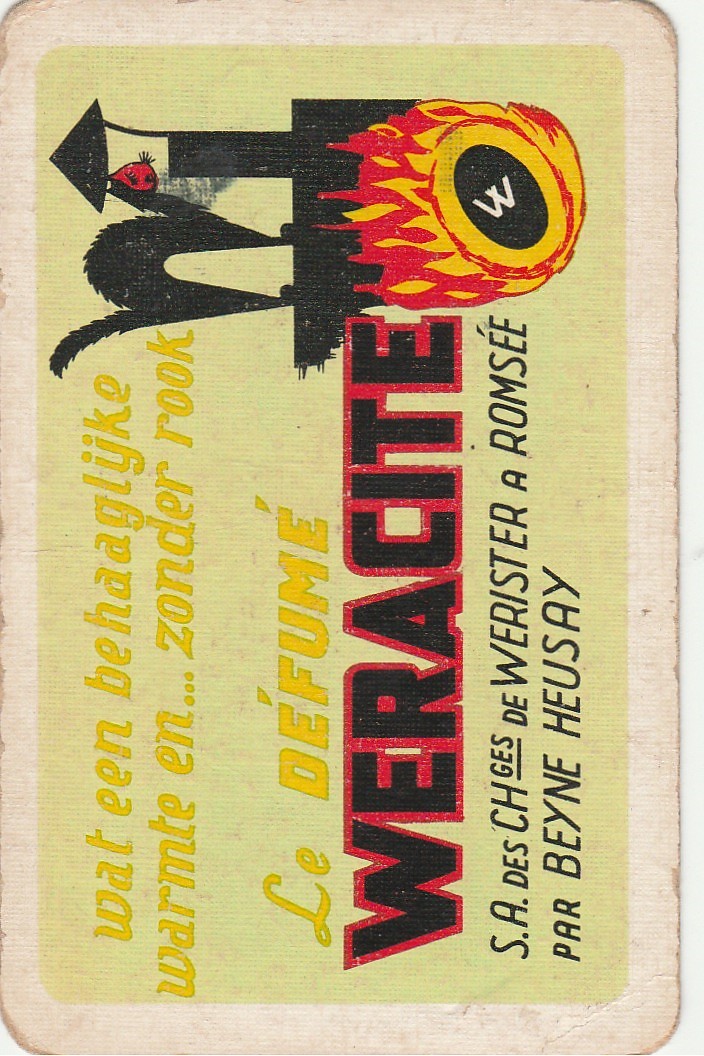 wat een behaaglijke
warmte en... zonder rook
Le DÉFUMÉ
WERACITE
W
S.A. DES CHGES DE WERISTER A ROMSÉE
PAR BEYNE HEUSAY